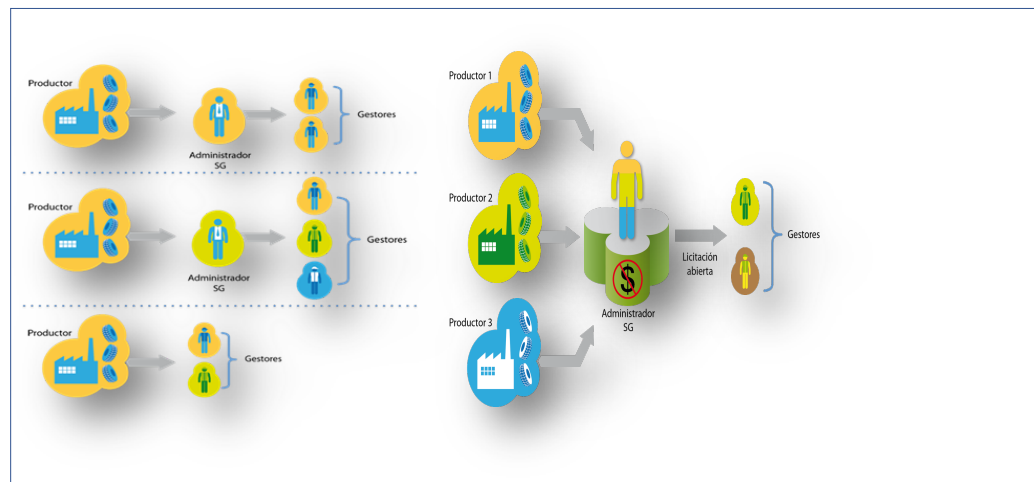 Productor
Administrador
SG
Gestores
Productor
Administrador
SG
Gestores
Productor
Gestores
Productor 1
Productor 2
Productor 3
$
Administrador
SG
Licitación
abierta
Gestores